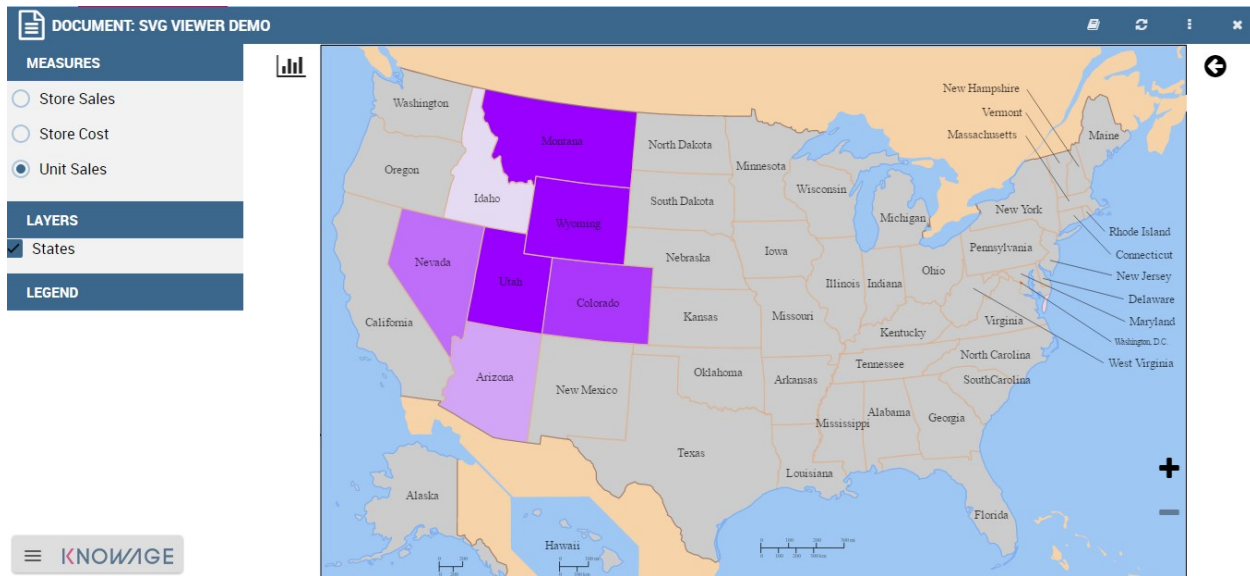 DOCUMENT: SVG VIEWER DEMO
MEASURES
Store Sales
Store Cost
Unit Sales
LAYERS
States
LEGEND
Washington
Montana
North Dakota
Minnesota
New Hampshire
Vermont
Massachusetts
Maine
Oregon
Idaho
Wyoming
South Dakota
Wisconsin
Michigan
New York
Rhode Island
Connecticut
New Jersey
Delaware
Maryland
Washington, D.C.
West Virginia
Nevada
Utah
Colorado
Nebraska
Iowa
Illinois
Indiana
Ohio
Pennsylvania
California
Kansas
Missouri
Kentucky
Virginia
Arizona
New Mexico
Oklahoma
Arkansas
Tennessee
North Carolina
SouthCarolina
Texas
Louisiana
Mississippi
Alabama
Georgia
Florida
Alaska
Hawaii
KNOWAGE